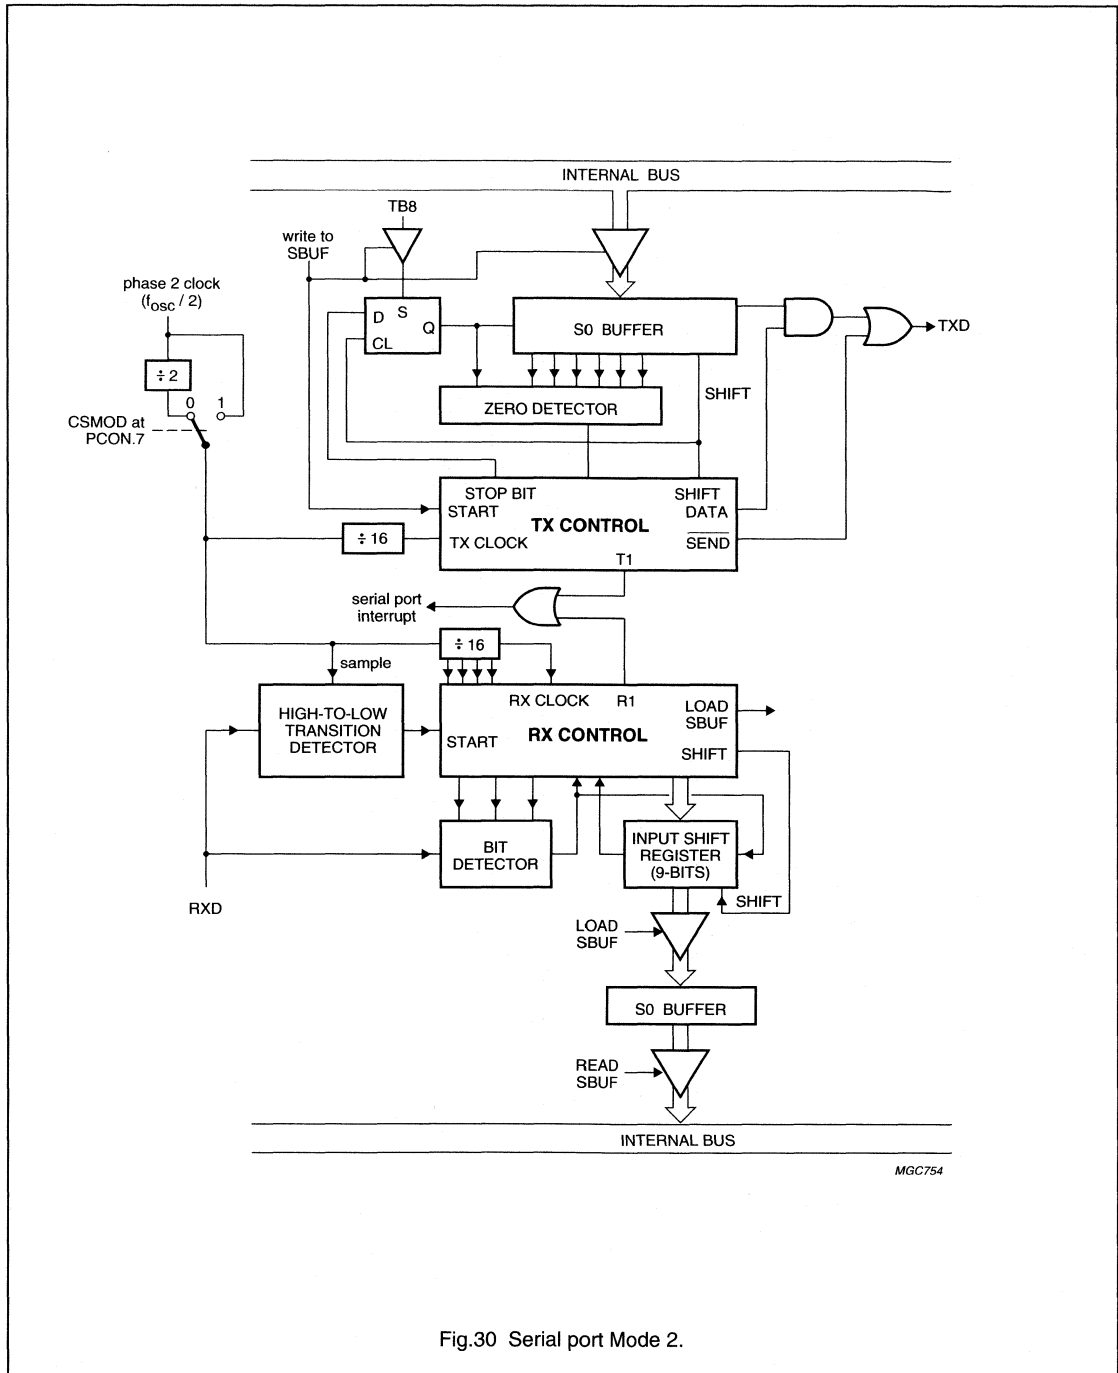 INTERNAL BUS
TB8
write to
SBUF
phase 2 clock
(fosc / 2)
D
S
Q
CL
S0 BUFFER
TXD
÷ 2
0
1
CSMOD at
PCON.7
ZERO DETECTOR
SHIFT
STOP BIT
START
TX CONTROL
SHIFT
DATA
÷ 16
TX CLOCK
SEND
T1
serial port
interrupt
÷ 16
sample
HIGH-TO-LOW
TRANSITION
DETECTOR
RX CLOCK
R1
LOAD
SBUF
START
RX CONTROL
SHIFT
BIT
DETECTOR
INPUT SHIFT
REGISTER
(9-BITS)
RXD
SHIFT
LOAD
SBUF
S0 BUFFER
READ
SBUF
INTERNAL BUS
MGC754
Fig.30 Serial port Mode 2.